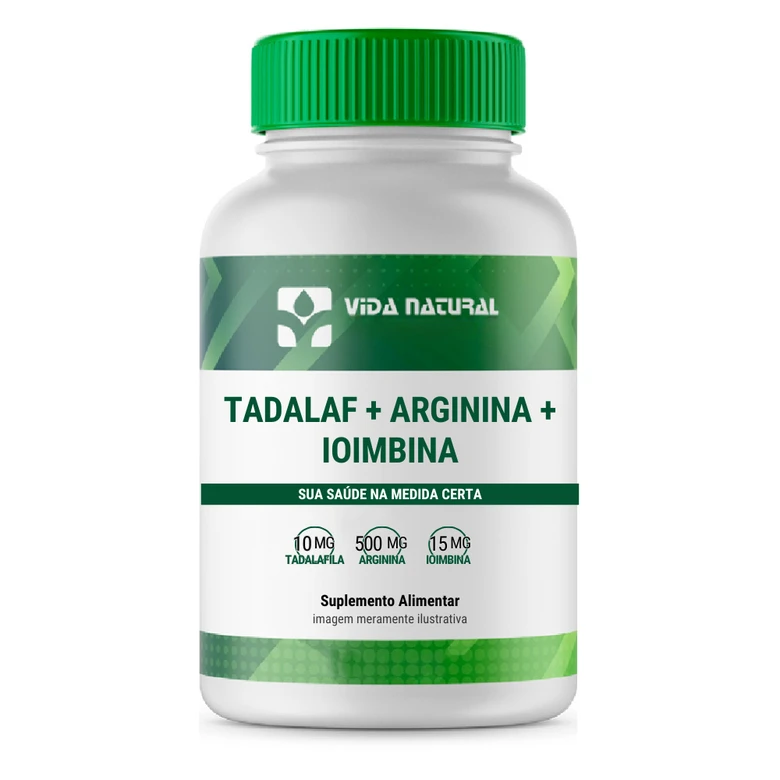 VIDA NATURAL
TADALAF + ARGININA +
IOIMBINA
SUA SAÚDE NA MEDIDA CERTA
10 MG 500 MG 15 MG
TADALAFILA ARGININA IOIMBINA
Suplemento Alimentar
imagem meramente ilustrativa